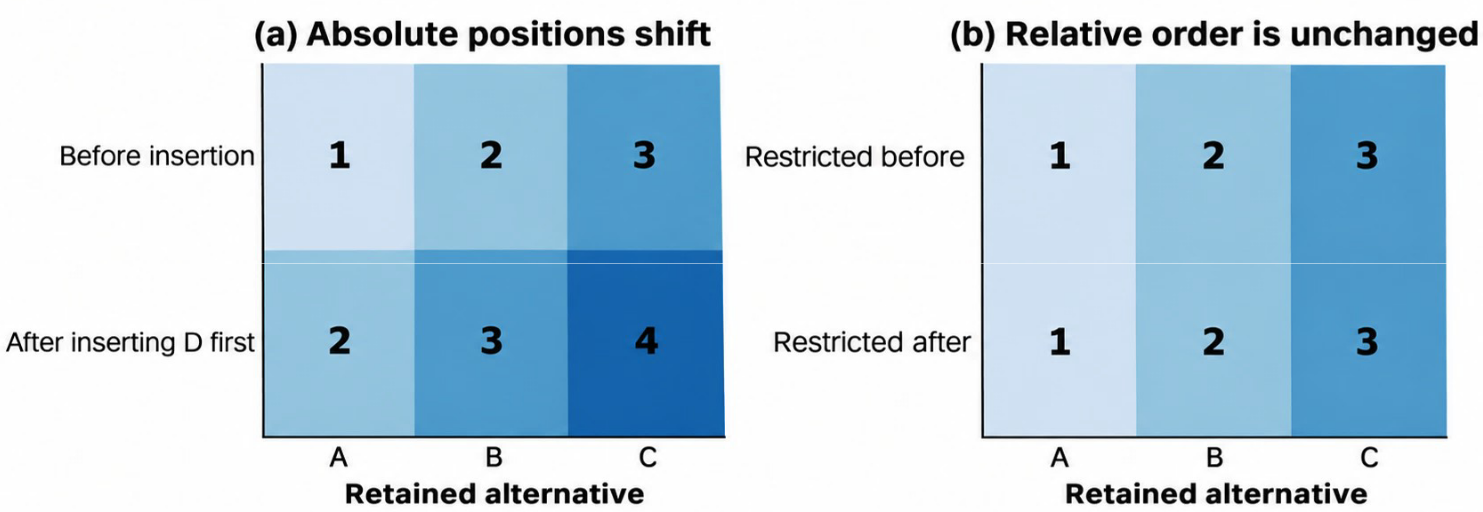 (a) Absolute positions shift
Before insertion 1 2 3
After inserting D first 2 3 4
A B C
Retained alternative
(b) Relative order is unchanged
Restricted before 1 2 3
Restricted after 1 2 3
A B C
Retained alternative